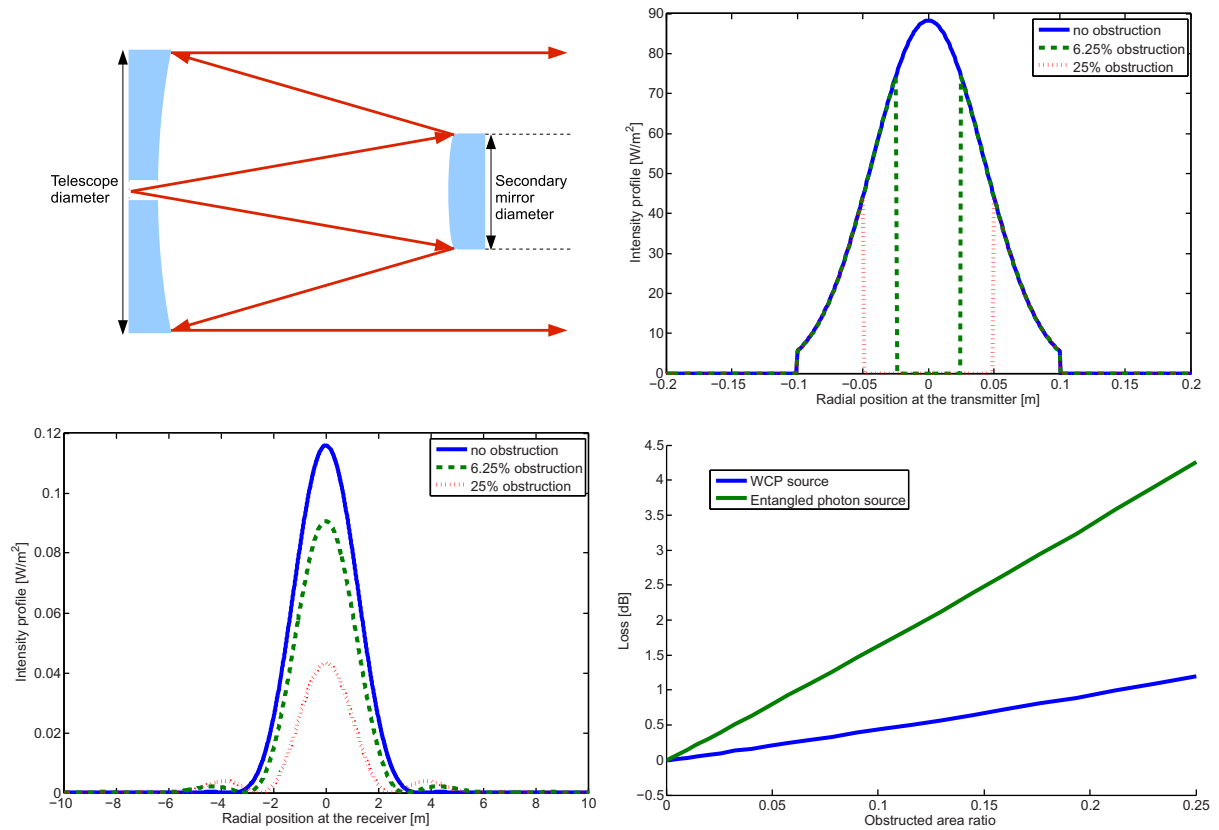 Telescope
diameter
Secondary
mirror
diameter
90
80
70
60
50
40
30
20
10
0
Intensity profile [W/m²]
no obstruction
6.25% obstruction
25% obstruction
−0.2
−0.15
−0.1
−0.05
0
0.05
0.1
0.15
0.2
Radial position at the transmitter [m]
0.12
0.1
0.08
0.06
0.04
0.02
0
Intensity profile [W/m²]
no obstruction
6.25% obstruction
25% obstruction
−10
−8
−6
−4
−2
0
2
4
6
8
10
Radial position at the receiver [m]
4.5
4
3.5
3
2.5
2
1.5
1
0.5
0
−0.5
Loss [dB]
WCP source
Entangled photon source
0
0.05
0.1
0.15
0.2
0.25
Obstructed area ratio